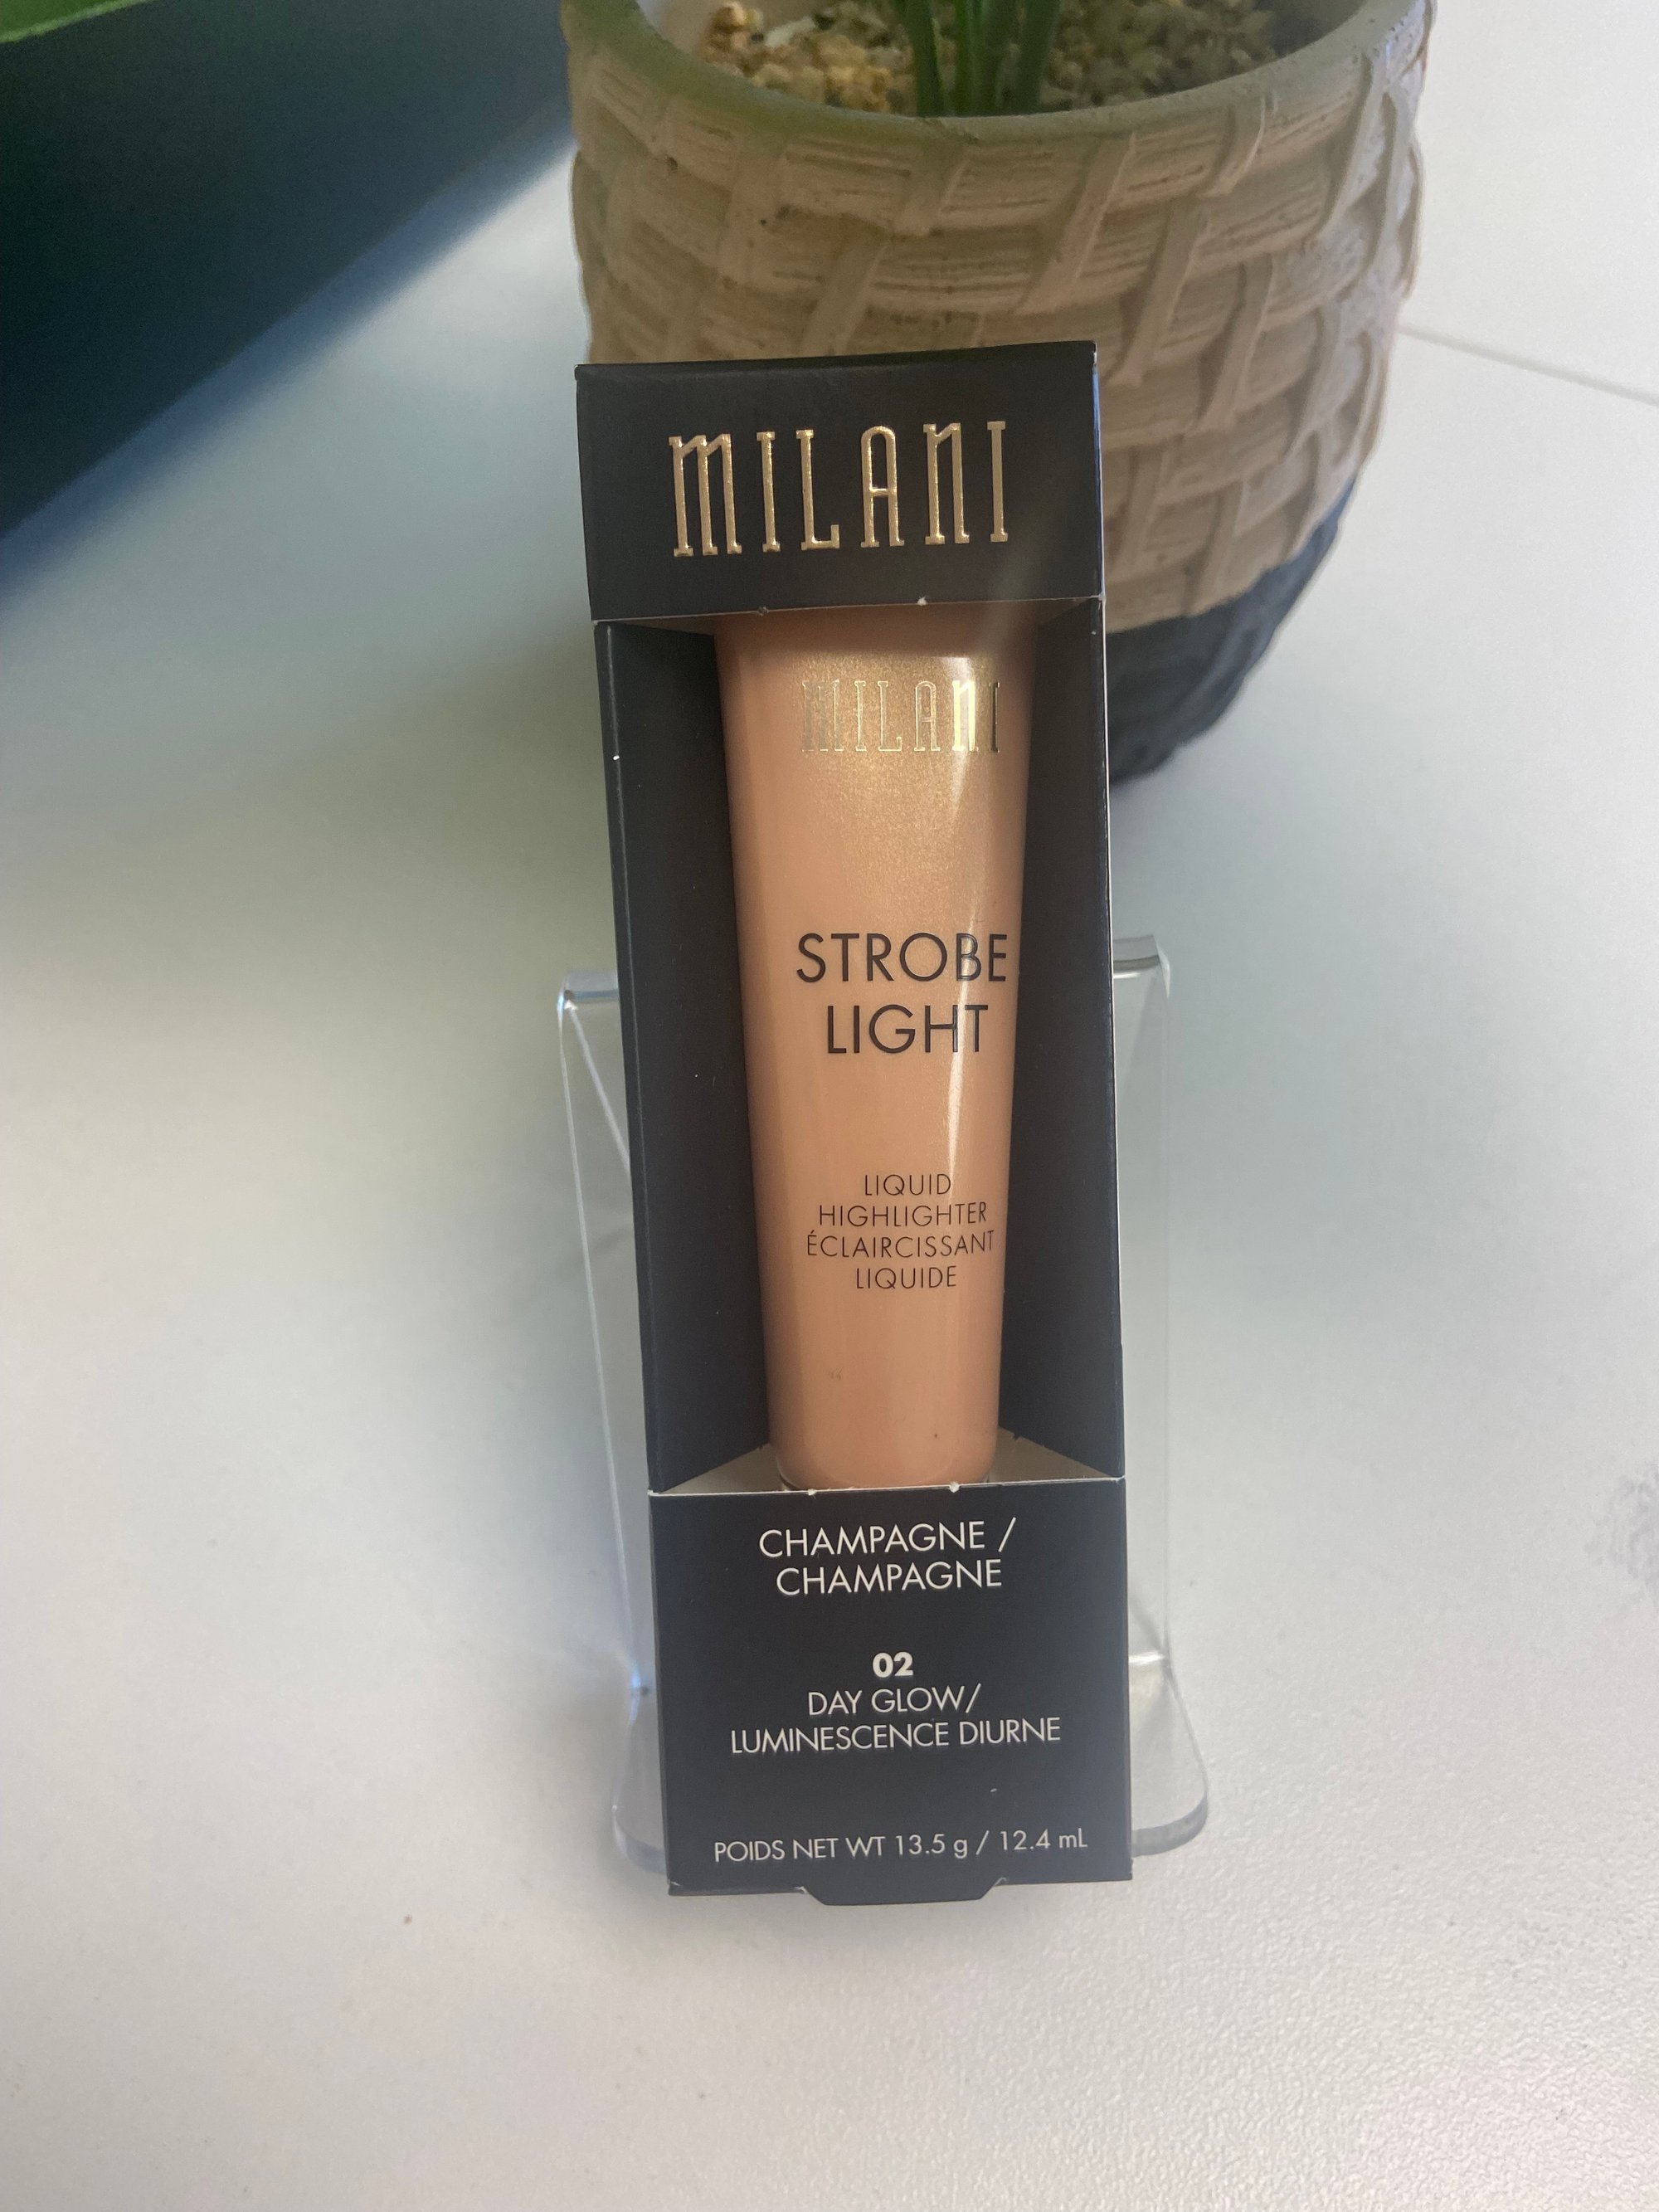 MILANI
MILANI
STROBE
LIGHT
LIQUID
HIGHLIGHTER
ÉCLAIRCISSANT
LIQUIDE
CHAMPAGNE /
CHAMPAGNE
02
DAY GLOW/
LUMINESCENCE DIURNE
POIDS NET WT 13.5 g / 12.4 mL